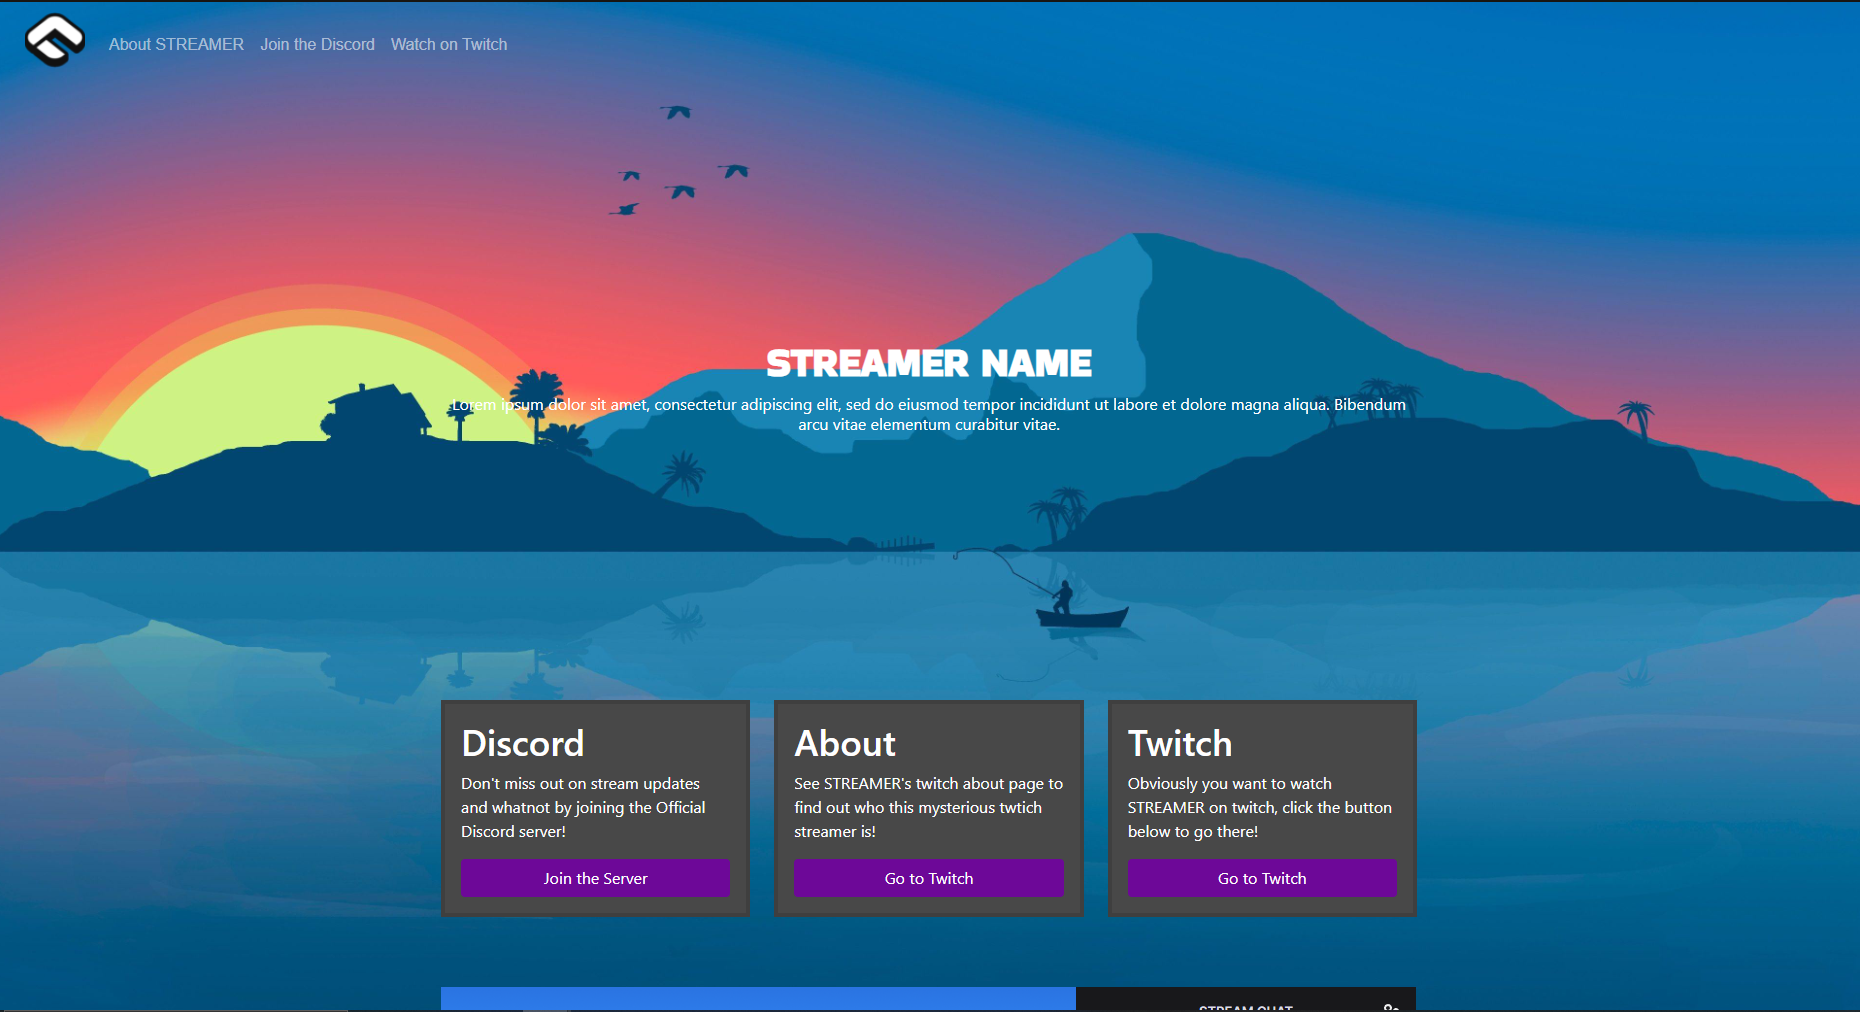 About STREAMER Join the Discord Watch on Twitch
STREAMER NAME
Lorem ipsum dolor sit amet, consectetur adipiscing elit, sed do eiusmod tempor incididunt ut labore et dolore magna aliqua. Bibendum
arcu vitae elementum curabitur vitae.
Discord
Don't miss out on stream updates
and whatnot by joining the Official
Discord server!
Join the Server
About
See STREAMER's twitch about page to
find out who this mysterious twtich
streamer is!
Go to Twitch
Twitch
Obviously you want to watch
STREAMER on twitch, click the button
below to go there!
Go to Twitch
STREAM CHAT